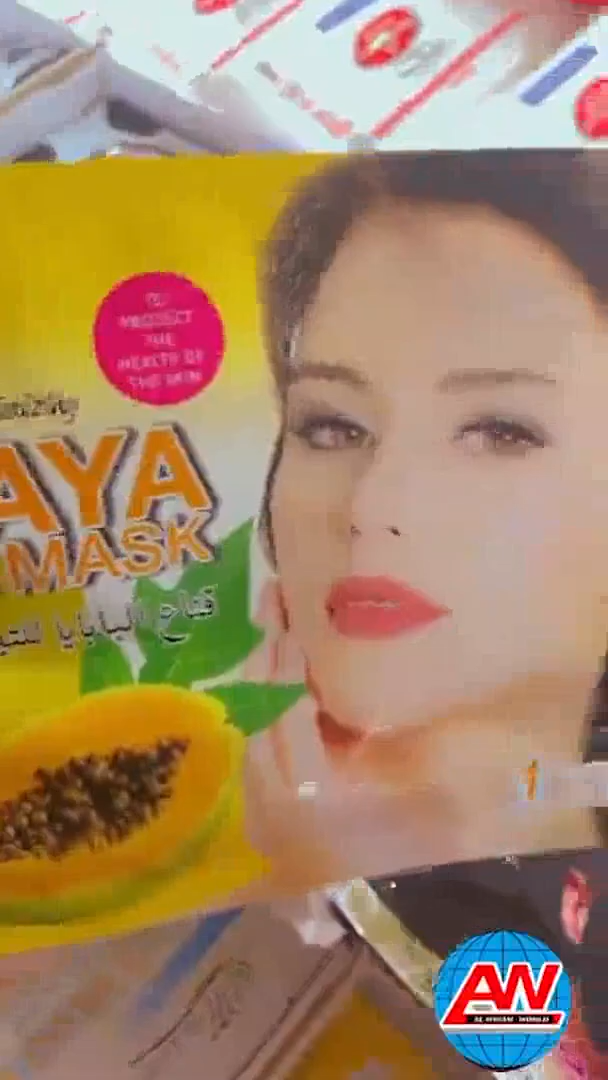 TO
PROTECT
THE
HEALTH OF
THE SKIN
AYA
MASK
قناع البابايا
AW